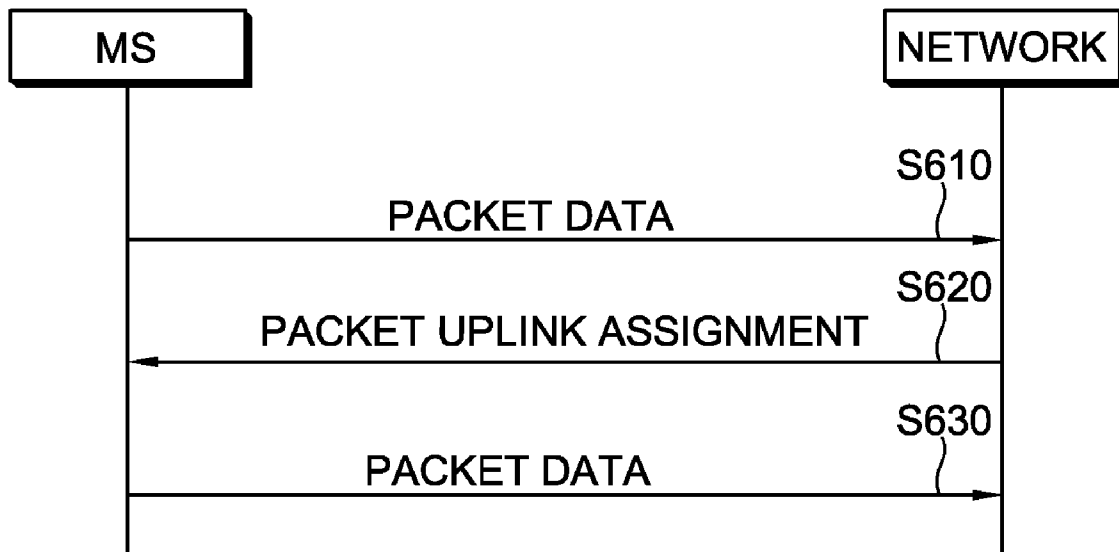 MS
NETWORK
S610
PACKET DATA
S620
PACKET UPLINK ASSIGNMENT
S630
PACKET DATA